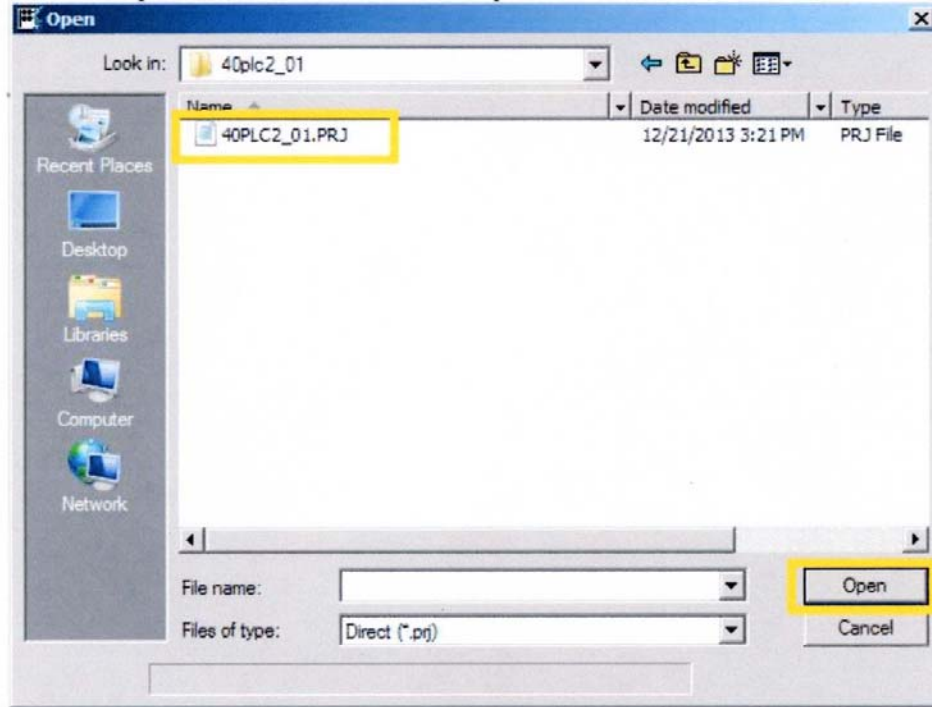 Open
Look in:
40plc2_01
Name
Date modified
Type
40PLC2_01.PRJ
12/21/2013 3:21 PM
PRJ File
Recent Places
Desktop
Libraries
Computer
Network
File name:
Open
Files of type:
Direct (*.prj)
Cancel